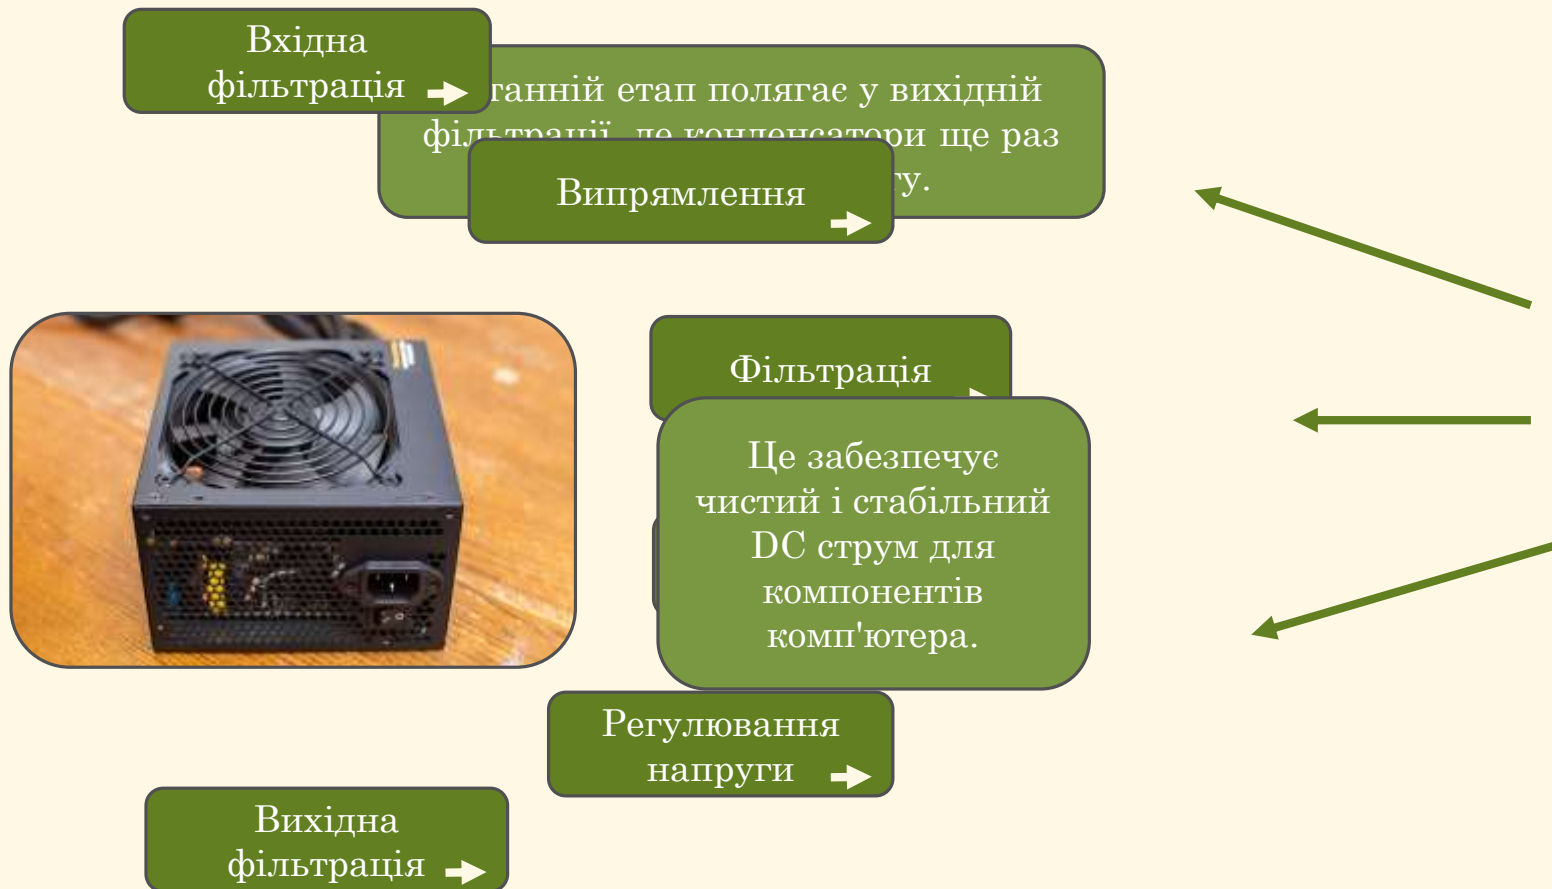 Вхідна
фільтрація
етап полягає у вихідній
конденсатори ще раз
Випрямлення
Фільтрація
Це забезпечує
чистий і стабільний
DC струм для
компонентів
комп'ютера.
Регулювання
напруги
Вихідна
фільтрація